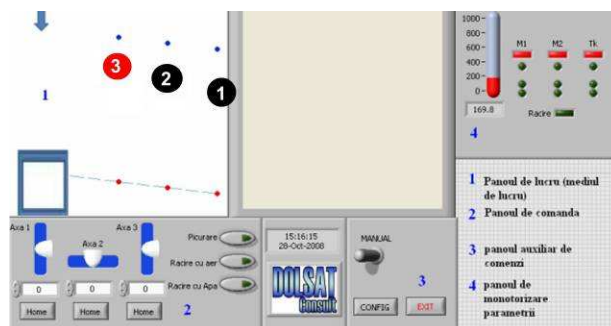 3
2
1
1
1000
800
600
400
200
0
169.8
M1 M2 Tk
Racire
4
1 Panoul de lucru (mediul
de lucru)
2 Panoul de comanda
3 panoul auxiliar de
comenzi
4 panoul de
monotorizare
parametrii
Axa 1
Axa 2
Axa 3
0
0
0
Home
Home
Home
Picurare
Racire cu aer
Racire cu Apa
2
15:16:15
28-Oct-2008
DOLSAT
Consult
MANUAL
3
CONFIG
EXIT